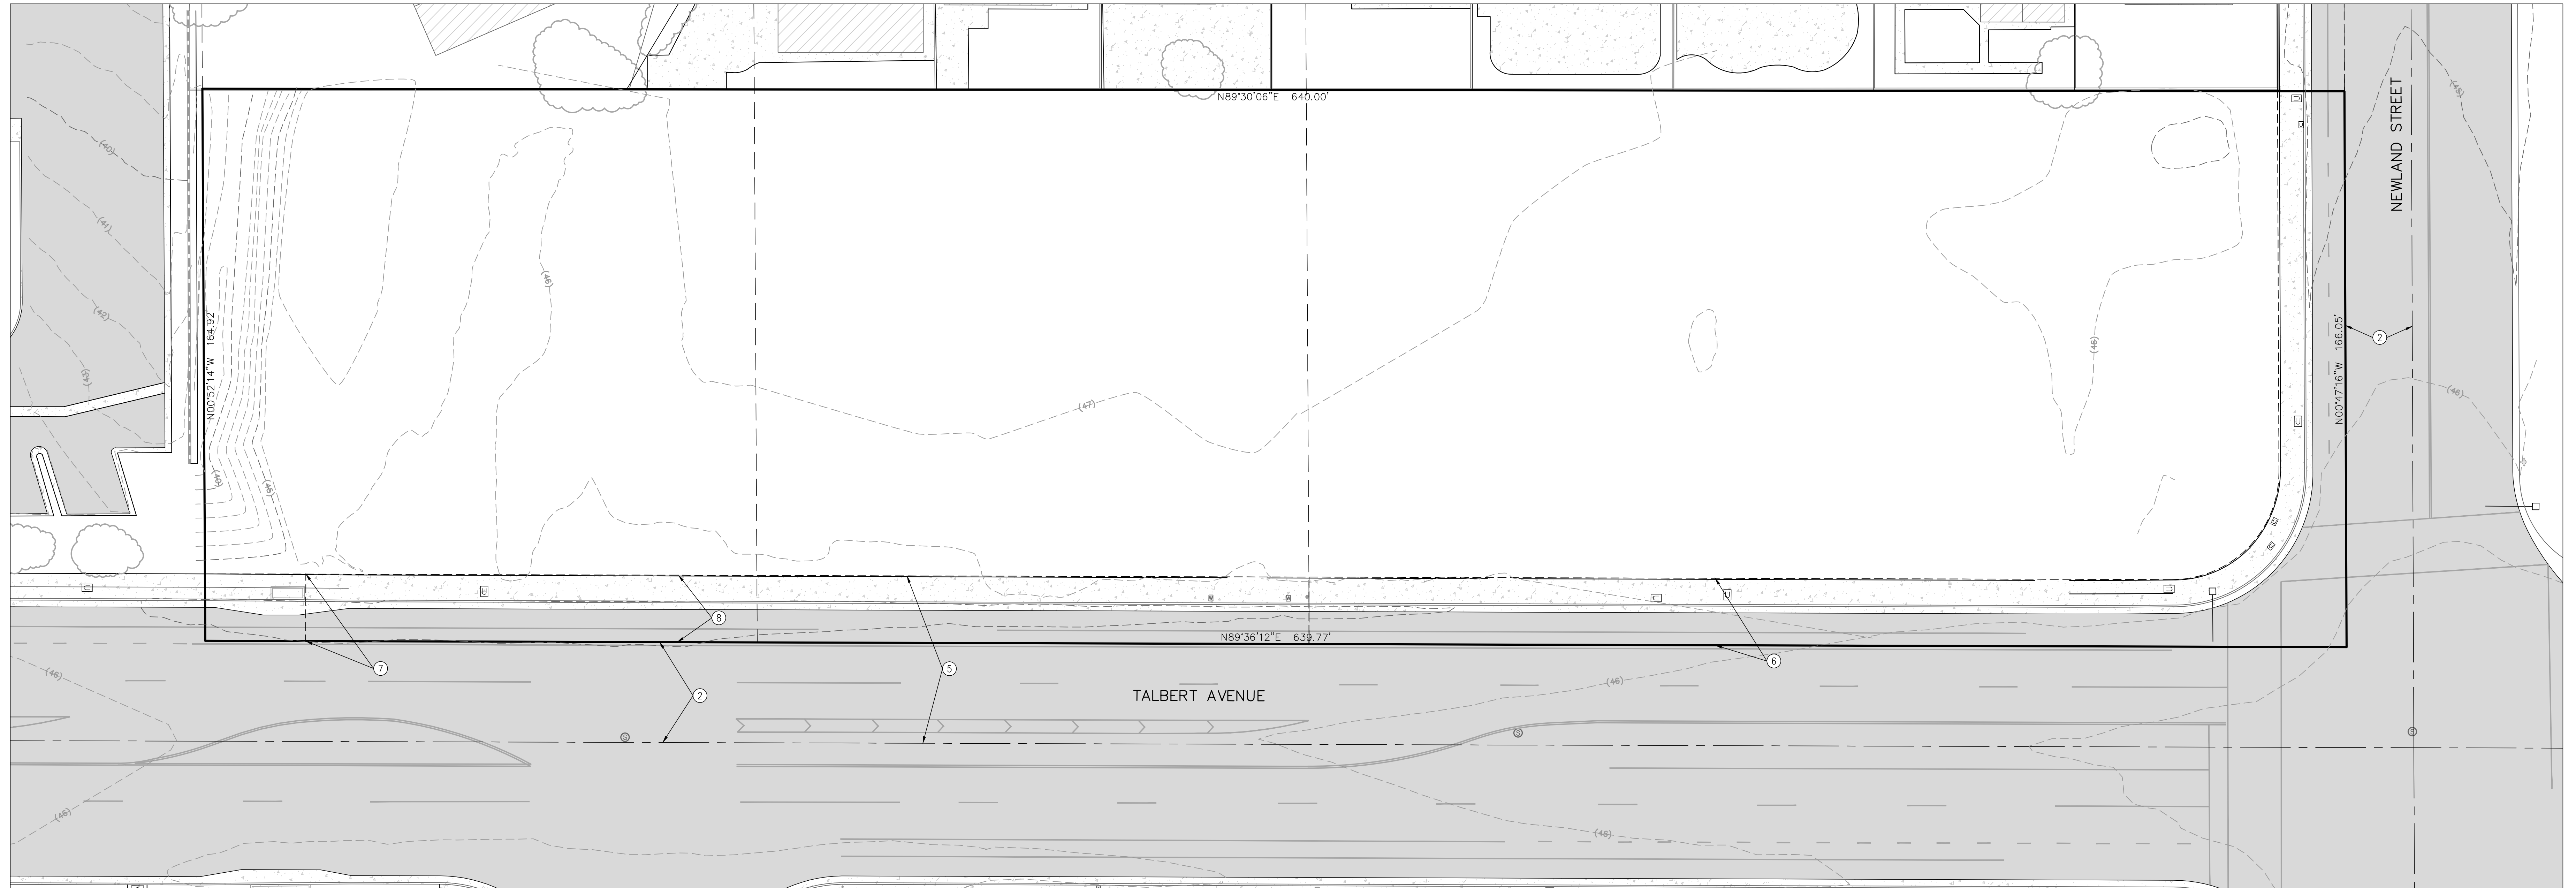 N89°30'06"E 640.00'
NEWLAND STREET
(45)
(40)
(41)
(46)
(42)
N00°52'14"W 164.92'
N00°47'16"W 166.05'
2
(46)
(43)
(46)
(47)
(40)
(45)
U
U
U
8
N89°36'12"E 639.77'
7
5
6
(46)
2
(46)
TALBERT AVENUE
S
S
S
(46)
(46)